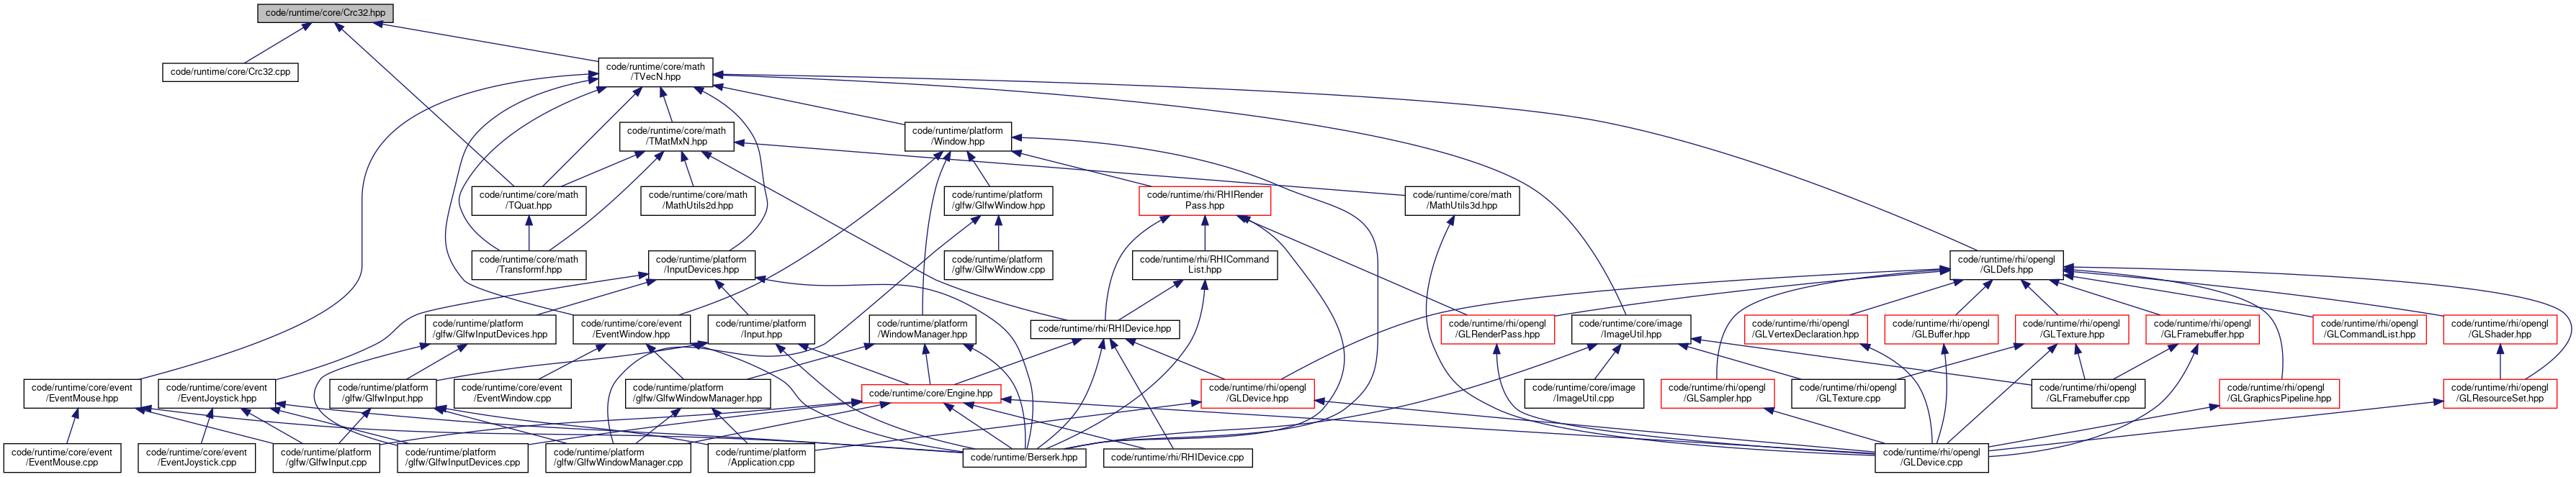 code/runtime/core/Crc32.hpp
code/runtime/core/Crc32.cpp
code/runtime/core/math
/TVecN.hpp
code/runtime/core/math
/TMatMxN.hpp
code/runtime/platform
/Window.hpp
code/runtime/core/math
/TQuat.hpp
code/runtime/core/math
/MathUtils2d.hpp
code/runtime/platform
/glfw/GlfwWindow.hpp
code/runtime/rhi/RHIRender
Pass.hpp
code/runtime/core/math
/MathUtils3d.hpp
code/runtime/core/math
/Transformf.hpp
code/runtime/platform
/InputDevices.hpp
code/runtime/platform
/glfw/GlfwWindow.cpp
code/runtime/rhi/RHICommand
List.hpp
code/runtime/rhi/opengl
/GLDefs.hpp
code/runtime/platform
/glfw/GlfwInputDevices.hpp
code/runtime/core/event
/EventWindow.hpp
code/runtime/platform
/Input.hpp
code/runtime/platform
/WindowManager.hpp
code/runtime/rhi/RHIDevice.hpp
code/runtime/rhi/opengl
/GLRenderPass.hpp
code/runtime/core/image
/ImageUtil.hpp
code/runtime/rhi/opengl
/GLVertexDeclaration.hpp
code/runtime/rhi/opengl
/GLBuffer.hpp
code/runtime/rhi/opengl
/GLTexture.hpp
code/runtime/rhi/opengl
/GLFramebuffer.hpp
code/runtime/rhi/opengl
/GLCommandList.hpp
code/runtime/rhi/opengl
/GLShader.hpp
code/runtime/core/event
/EventMouse.hpp
code/runtime/core/event
/EventJoystick.hpp
code/runtime/platform
/glfw/GlfwInput.hpp
code/runtime/core/event
/EventWindow.cpp
code/runtime/platform
/glfw/GlfwWindowManager.hpp
code/runtime/core/Engine.hpp
code/runtime/rhi/opengl
/GLDevice.hpp
code/runtime/core/image
/ImageUtil.cpp
code/runtime/rhi/opengl
/GLSampler.hpp
code/runtime/rhi/opengl
/GLTexture.cpp
code/runtime/rhi/opengl
/GLFramebuffer.cpp
code/runtime/rhi/opengl
/GLGraphicsPipeline.hpp
code/runtime/rhi/opengl
/GLResourceSet.hpp
code/runtime/core/event
/EventMouse.cpp
code/runtime/core/event
/EventJoystick.cpp
code/runtime/platform
/glfw/GlfwInput.cpp
code/runtime/platform
/glfw/GlfwInputDevices.cpp
code/runtime/platform
/glfw/GlfwWindowManager.cpp
code/runtime/platform
/Application.cpp
code/runtime/Berserk.hpp
code/runtime/rhi/RHIDevice.cpp
code/runtime/rhi/opengl
/GLDevice.cpp